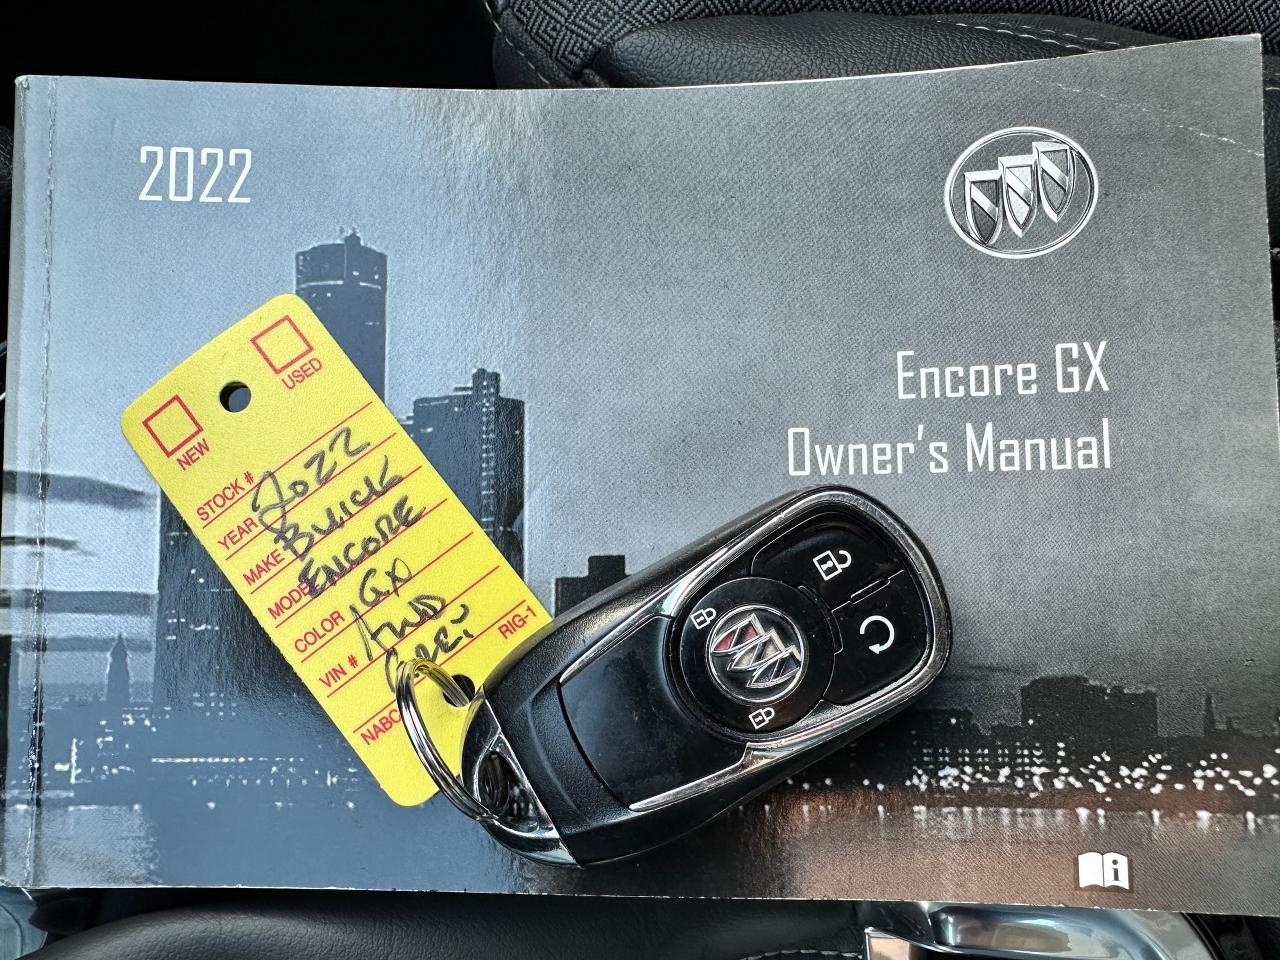 2022
Encore GX
Owner's Manual
NEW
USED
STOCK #
YEAR 2022
MAKE BUICK
MODEL ENCORE
COLOR GX
VIN # AWD
NABC
RIG-1